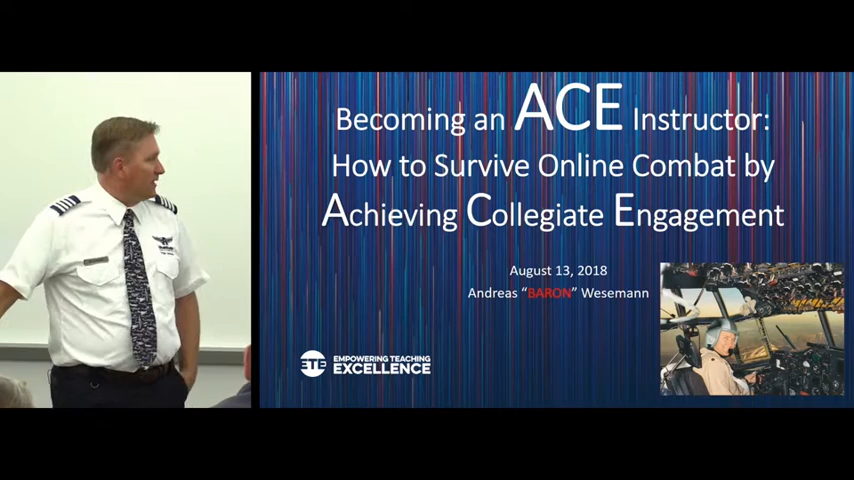 Becoming an ACE Instructor:
How to Survive Online Combat by
Achieving Collegiate Engagement
August 13, 2018
Andreas “BARON” Wesemann
ETE
EMPOWERING TEACHING
EXCELLENCE